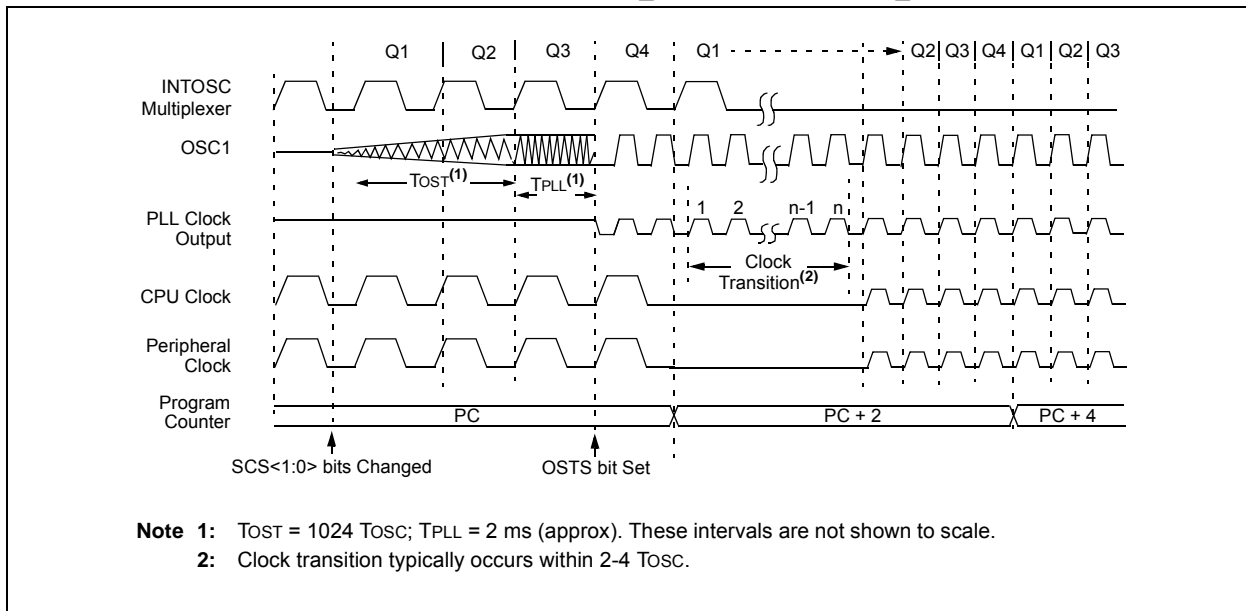 Q1 Q2 Q3 Q4 Q1 Q2 Q3 Q4 Q1 Q2 Q3
INTOSC
Multiplexer
OSC1
TOST(1) TPLL(1)
1 2 n-1 n
PLL Clock
Output
Clock
Transition(2)
CPU Clock
Peripheral
Clock
Program
Counter
PC PC + 2 PC + 4
SCS<1:0> bits Changed OSTS bit Set
Note 1: TOST = 1024 TOSC; TPLL = 2 ms (approx). These intervals are not shown to scale.
2: Clock transition typically occurs within 2-4 TOSC.